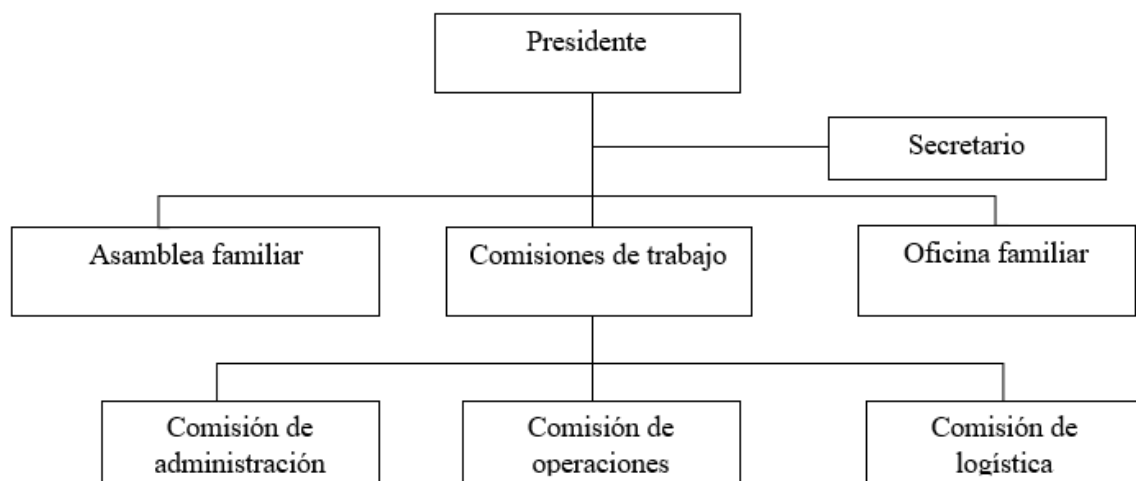 Presidente
Secretario
Asamblea familiar
Comisiones de trabajo
Oficina familiar
Comisión de
administración
Comisión de
operaciones
Comisión de
logística